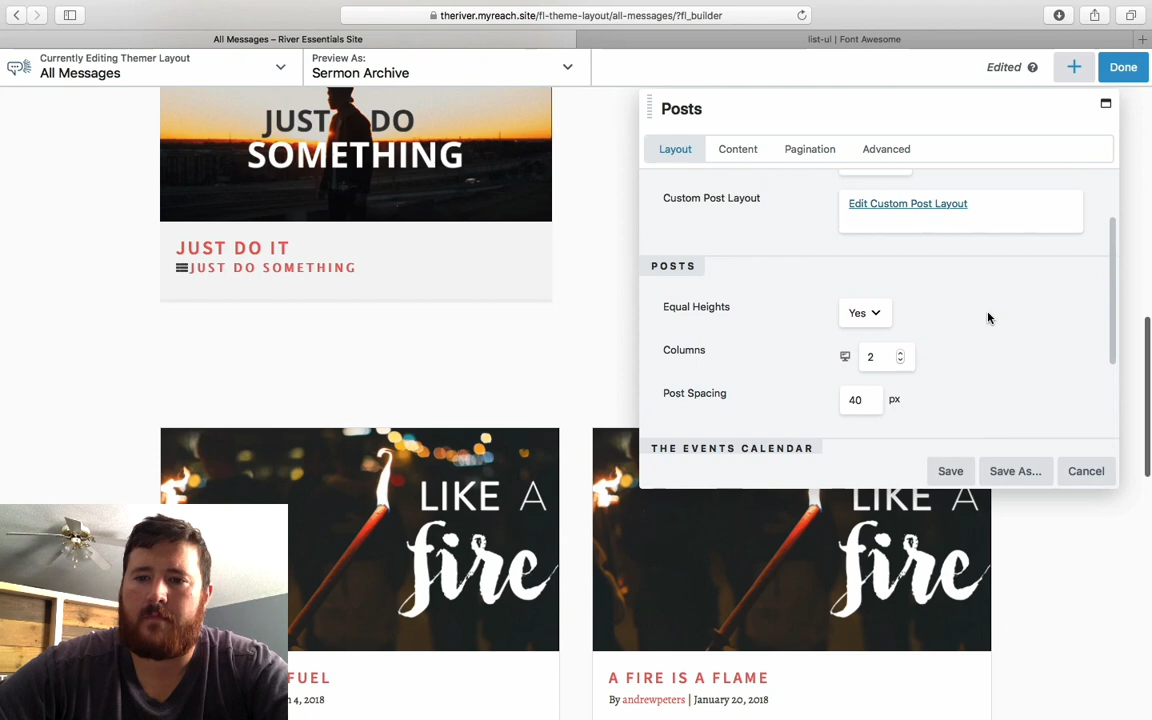 theriver.myreach.site/fl-theme-layout/all-messages/?fl_builder
All Messages – River Essentials Site
list-ul | Font Awesome
Currently Editing Themer Layout
All Messages
Preview As:
Sermon Archive
Edited
Done
JUST DO
SOMETHING
JUST DO IT
JUST DO SOMETHING
Posts
Layout
Content
Pagination
Advanced
Custom Post Layout
Edit Custom Post Layout
POSTS
Equal Heights
Yes
Columns
2
Post Spacing
40
px
THE EVENTS CALENDAR
Save
Save As...
Cancel
LIKE A
fire
LIKE A
fire
FUEL
4, 2018
A FIRE IS A FLAME
By andrewpeters | January 20, 2018